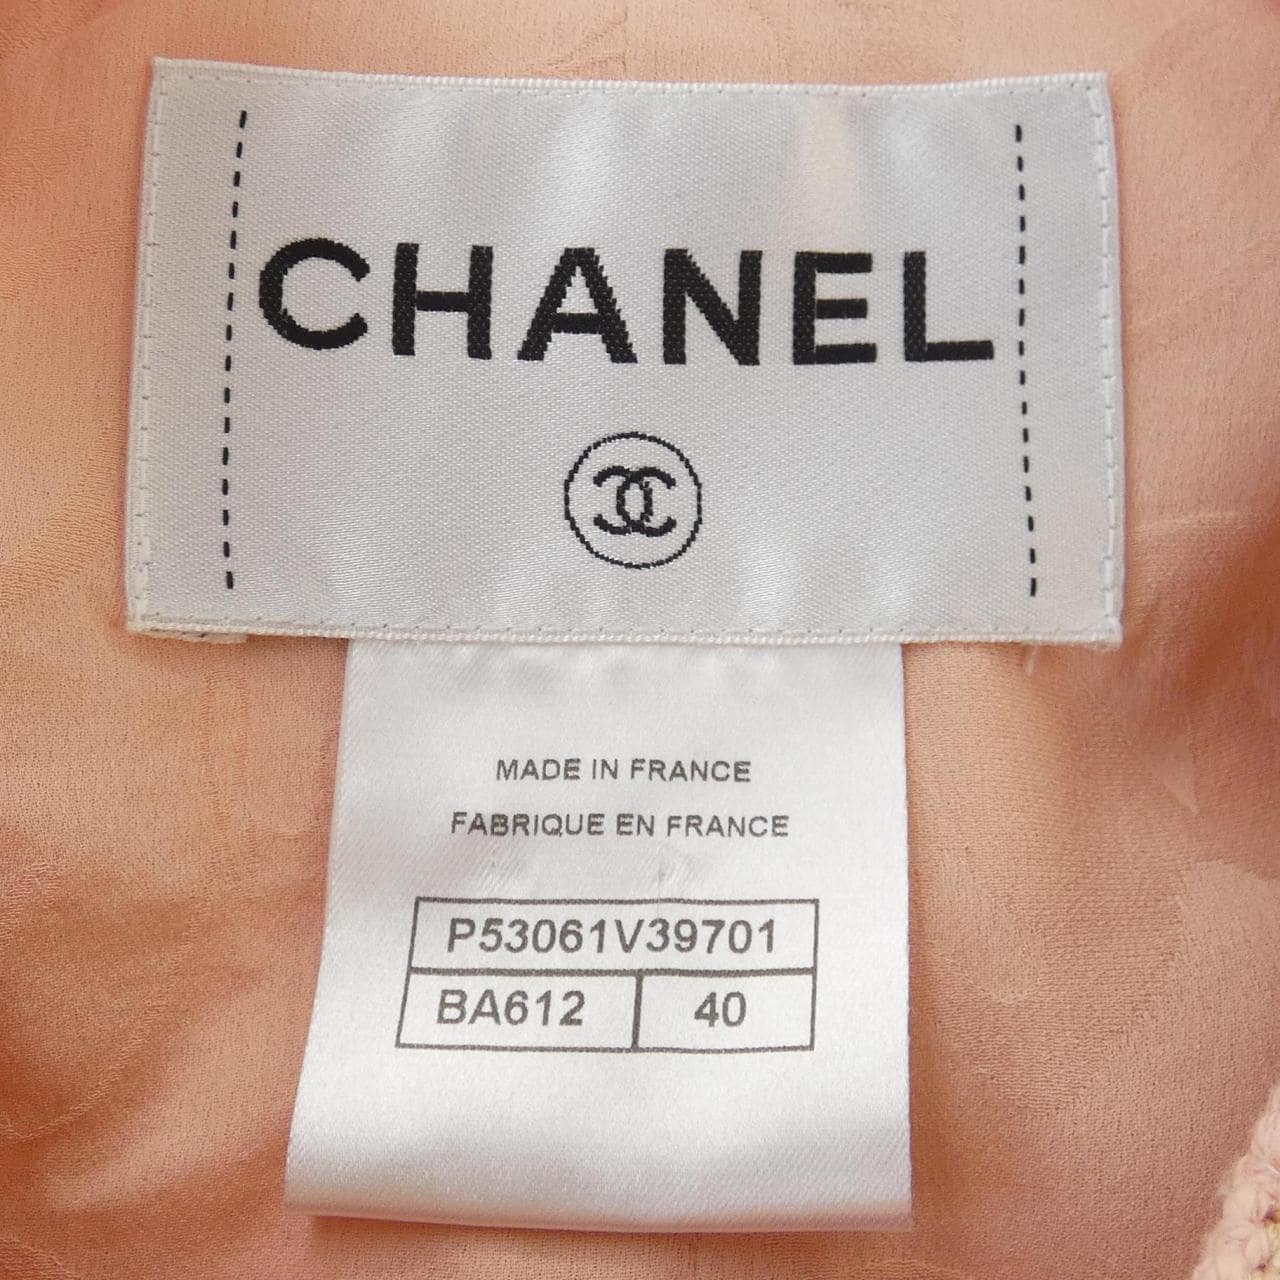 CHANEL
MADE IN FRANCE
FABRIQUE EN FRANCE
P53061V39701
BA612 40